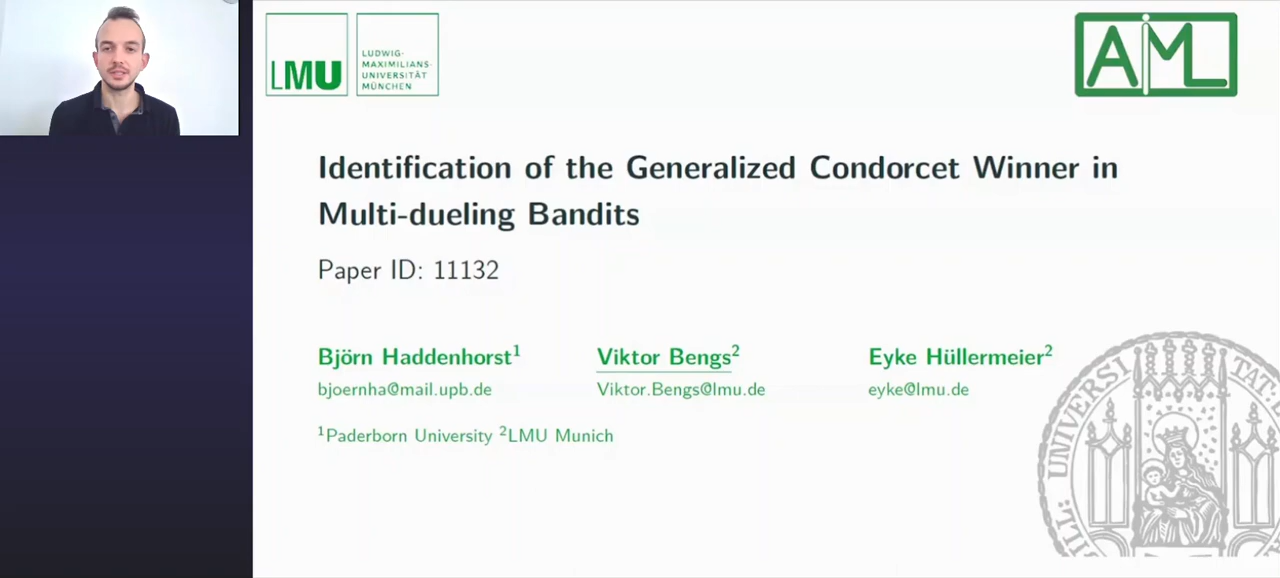 LMU
LUDWIG-
MAXIMILIANS-
UNIVERSITÄT
MÜNCHEN
AIML
Identification of the Generalized Condorcet Winner in
Multi-dueling Bandits
Paper ID: 11132
Björn Haddenhorst¹ Viktor Bengs² Eyke Hüllermeier²
bjoernha@mail.upb.de Viktor.Bengs@lmu.de eyke@lmu.de
¹Paderborn University ²LMU Munich